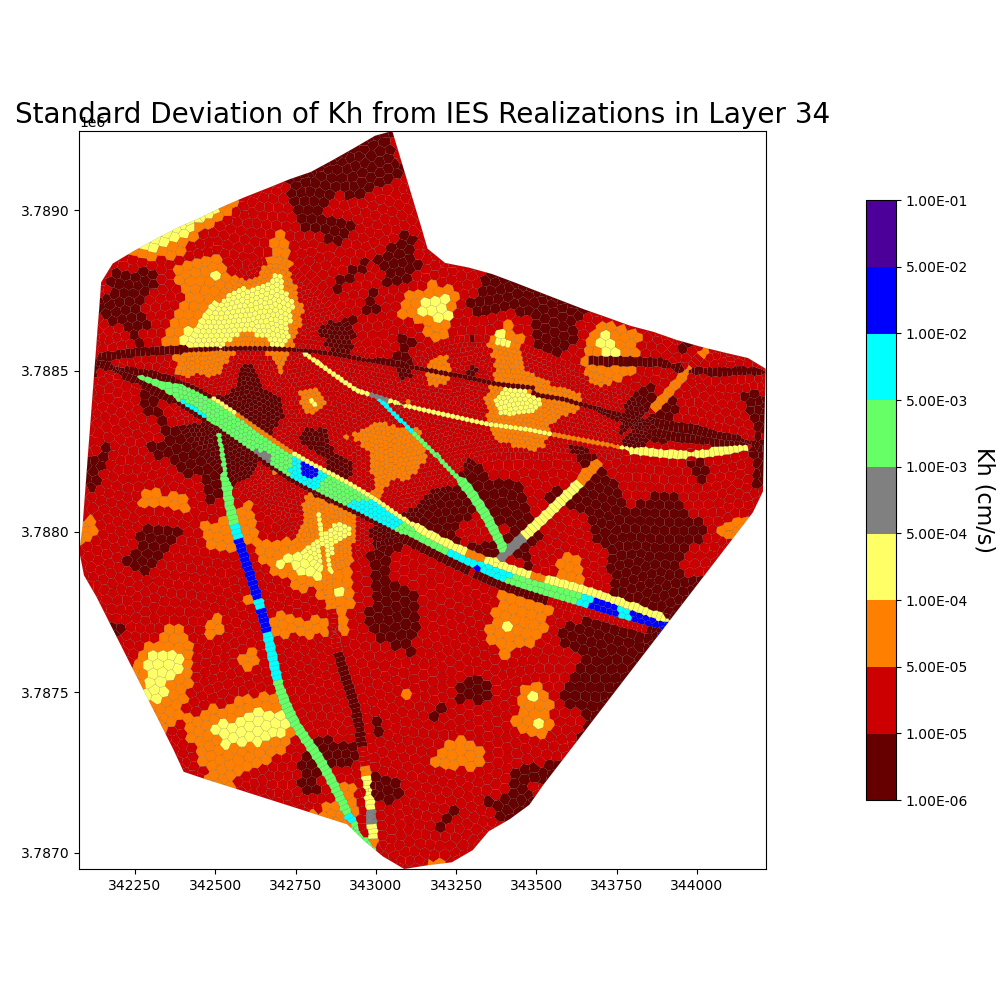 Standard Deviation of Kh from IES Realizations in Layer 34
1e6
3.7890
3.7885
3.7880
3.7875
3.7870
342250 342500 342750 343000 343250 343500 343750 344000
1.00E-01
5.00E-02
1.00E-02
5.00E-03
1.00E-03
5.00E-04
1.00E-04
5.00E-05
1.00E-05
1.00E-06
Kh (cm/s)